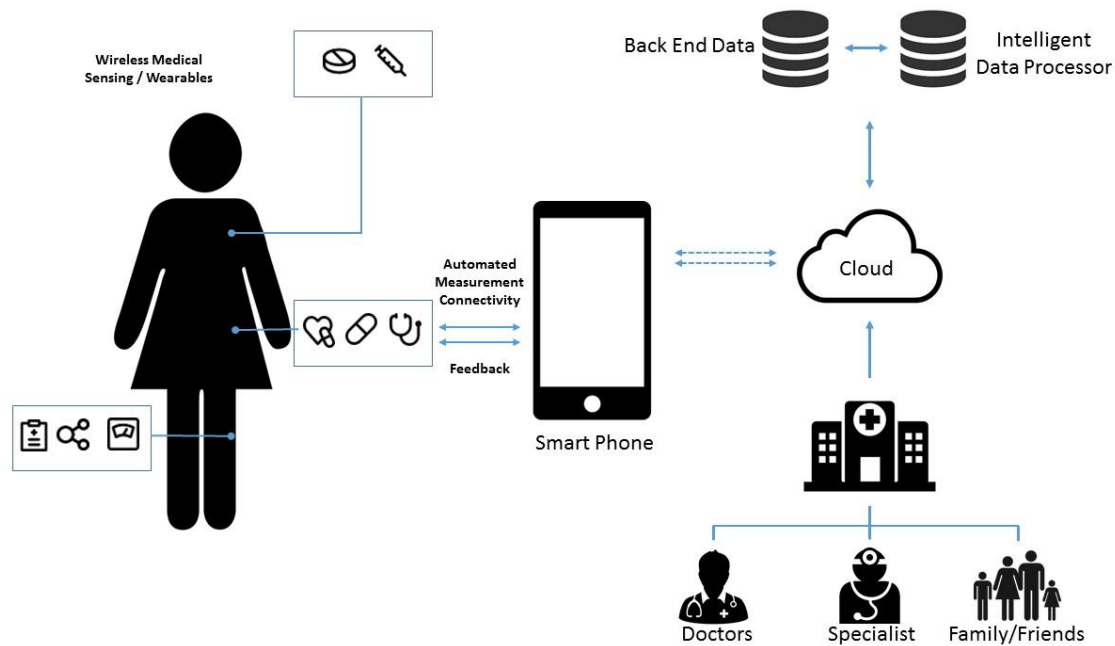 Wireless Medical
Sensing / Wearables
Back End Data
Intelligent
Data Processor
Automated
Measurement
Connectivity
Feedback
Cloud
Smart Phone
Doctors
Specialist
Family/Friends